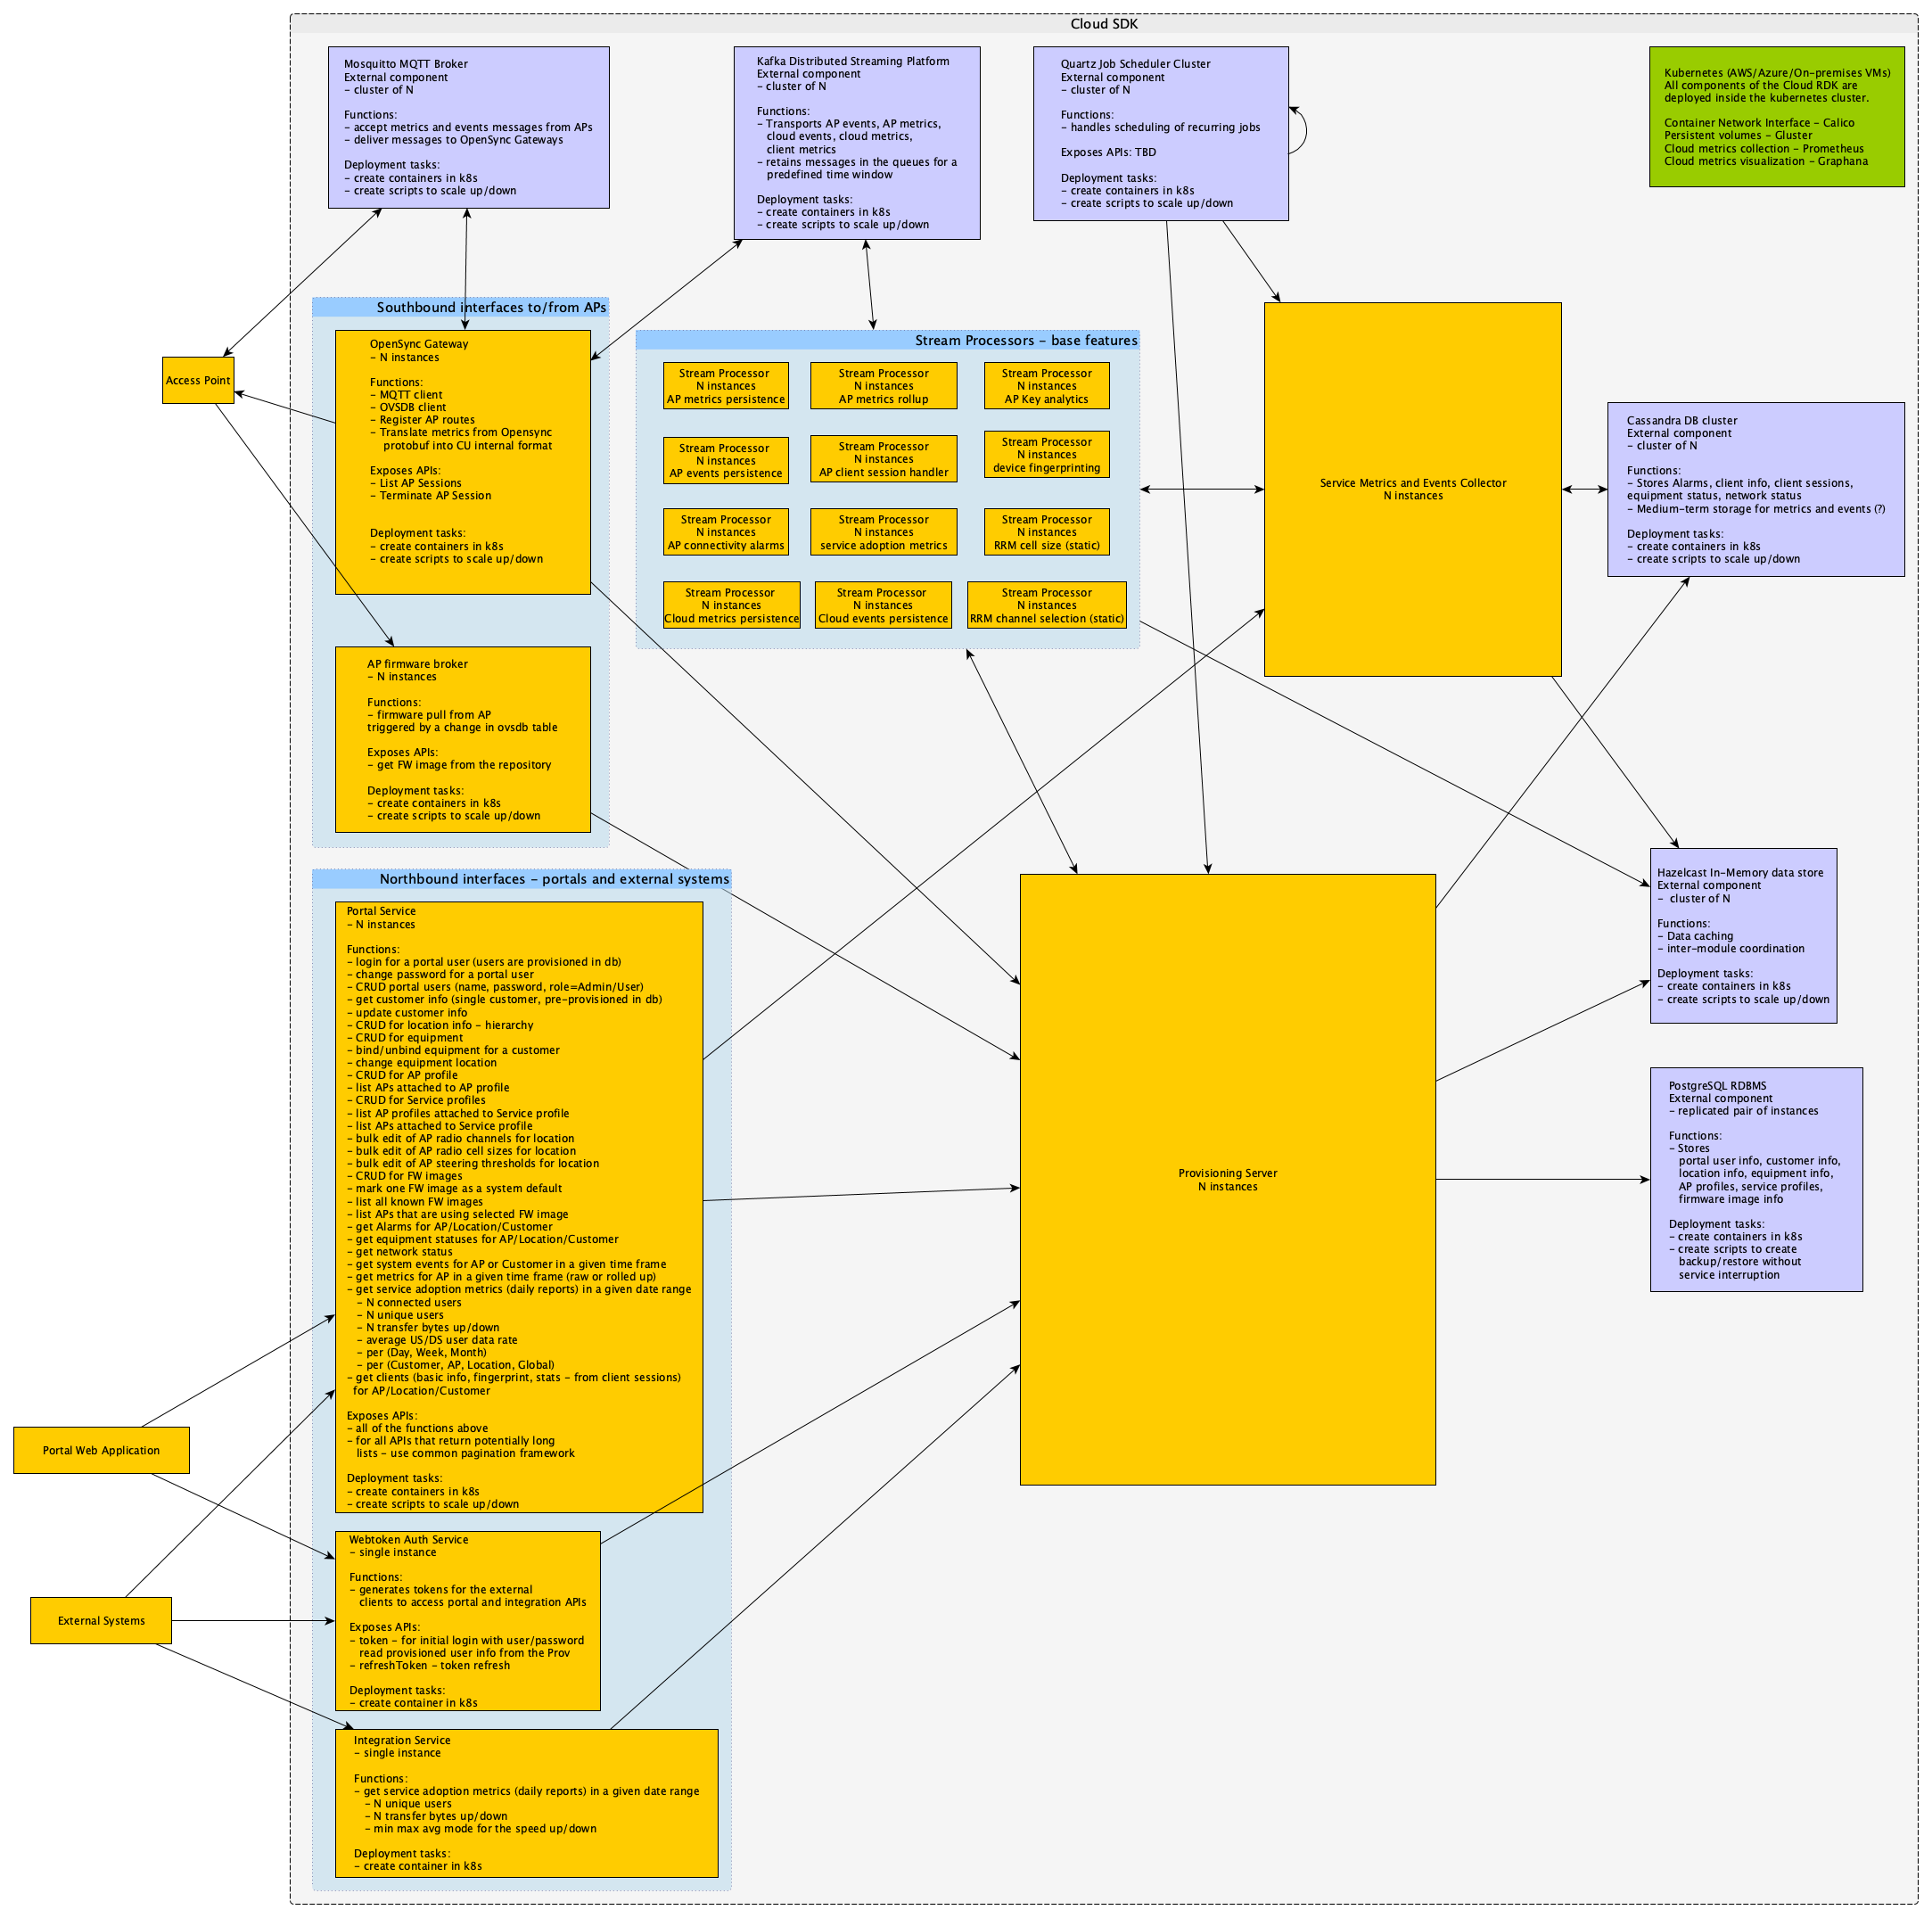 Cloud SDK
Mosquitto MQTT Broker
External component
- cluster of N
Functions:
- accept metrics and events messages from APs
- deliver messages to OpenSync Gateways
Deployment tasks:
- create containers in k8s
- create scripts to scale up/down
Kafka Distributed Streaming Platform
External component
- cluster of N
Functions:
- Transports AP events, AP metrics,
cloud events, cloud metrics,
client metrics
- retains messages in the queues for a
predefined time window
Deployment tasks:
- create containers in k8s
- create scripts to scale up/down
Quartz Job Scheduler Cluster
External component
- cluster of N
Functions:
- handles scheduling of recurring jobs
Exposes APIs: TBD
Deployment tasks:
- create containers in k8s
- create scripts to scale up/down
Kubernetes (AWS/Azure/On-premises VMs)
All components of the Cloud RDK are
deployed inside the kubernetes cluster.
Container Network Interface - Calico
Persistent volumes - Gluster
Cloud metrics collection - Prometheus
Cloud metrics visualization - Graphana
Southbound interfaces to/from APs
OpenSync Gateway
- N instances
Functions:
- MQTT client
- OVSDB client
- Register AP routes
- Translate metrics from Opensync
protobuf into CU internal format
Exposes APIs:
- List AP Sessions
- Terminate AP Session
Deployment tasks:
- create containers in k8s
- create scripts to scale up/down
Access Point
AP firmware broker
- N instances
Functions:
- firmware pull from AP
triggered by a change in ovsdb table
Exposes APIs:
- get FW image from the repository
Deployment tasks:
- create containers in k8s
- create scripts to scale up/down
Stream Processors - base features
Stream Processor
N instances
AP metrics persistence
Stream Processor
N instances
AP metrics rollup
Stream Processor
N instances
AP Key analytics
Stream Processor
N instances
AP events persistence
Stream Processor
N instances
AP client session handler
Stream Processor
N instances
device fingerprinting
Stream Processor
N instances
AP connectivity alarms
Stream Processor
N instances
service adoption metrics
Stream Processor
N instances
RRM cell size (static)
Stream Processor
N instances
Cloud metrics persistence
Stream Processor
N instances
Cloud events persistence
Stream Processor
N instances
RRM channel selection (static)
Service Metrics and Events Collector
N instances
Cassandra DB cluster
External component
- cluster of N
Functions:
- Stores Alarms, client info, client sessions,
equipment status, network status
- Medium-term storage for metrics and events (?)
Deployment tasks:
- create containers in k8s
- create scripts to scale up/down
Hazelcast In-Memory data store
External component
- cluster of N
Functions:
- Data caching
- inter-module coordination
Deployment tasks:
- create containers in k8s
- create scripts to scale up/down
PostgreSQL RDBMS
External component
- replicated pair of instances
Functions:
- Stores
portal user info, customer info,
location info, equipment info,
AP profiles, service profiles,
firmware image info
Deployment tasks:
- create containers in k8s
- create scripts to create
backup/restore without
service interruption
Provisioning Server
N instances
Northbound interfaces - portals and external systems
Portal Service
- N instances
Functions:
- login for a portal user (users are provisioned in db)
- change password for a portal user
- CRUD portal users (name, password, role=Admin/User)
- get customer info (single customer, pre-provisioned in db)
- update customer info
- CRUD for location info - hierarchy
- CRUD for equipment
- bind/unbind equipment for a customer
- change equipment location
- CRUD for AP profile
- list APs attached to AP profile
- CRUD for Service profiles
- list AP profiles attached to Service profile
- list APs attached to Service profile
- bulk edit of AP radio channels for location
- bulk edit of AP radio cell sizes for location
- bulk edit of AP steering thresholds for location
- CRUD for FW images
- mark one FW image as a system default
- list all known FW images
- list APs that are using selected FW image
- get Alarms for AP/Location/Customer
- get equipment statuses for AP/Location/Customer
- get network status
- get system events for AP or Customer in a given time frame
- get metrics for AP in a given time frame (raw or rolled up)
- get service adoption metrics (daily reports) in a given date range
- N connected users
- N unique users
- N transfer bytes up/down
- average US/DS user data rate
- per (Day, Week, Month)
- per (Customer, AP, Location, Global)
- get clients (basic info, fingerprint, stats - from client sessions)
for AP/Location/Customer
Exposes APIs:
- all of the functions above
- for all APIs that return potentially long
lists - use common pagination framework
Deployment tasks:
- create containers in k8s
- create scripts to scale up/down
Portal Web Application
Webtoken Auth Service
- single instance
Functions:
- generates tokens for the external
clients to access portal and integration APIs
Exposes APIs:
- token - for initial login with user/password
read provisioned user info from the Prov
- refreshToken - token refresh
Deployment tasks:
- create container in k8s
External Systems
Integration Service
- single instance
Functions:
- get service adoption metrics (daily reports) in a given date range
- N unique users
- N transfer bytes up/down
- min max avg mode for the speed up/down
Deployment tasks:
- create container in k8s